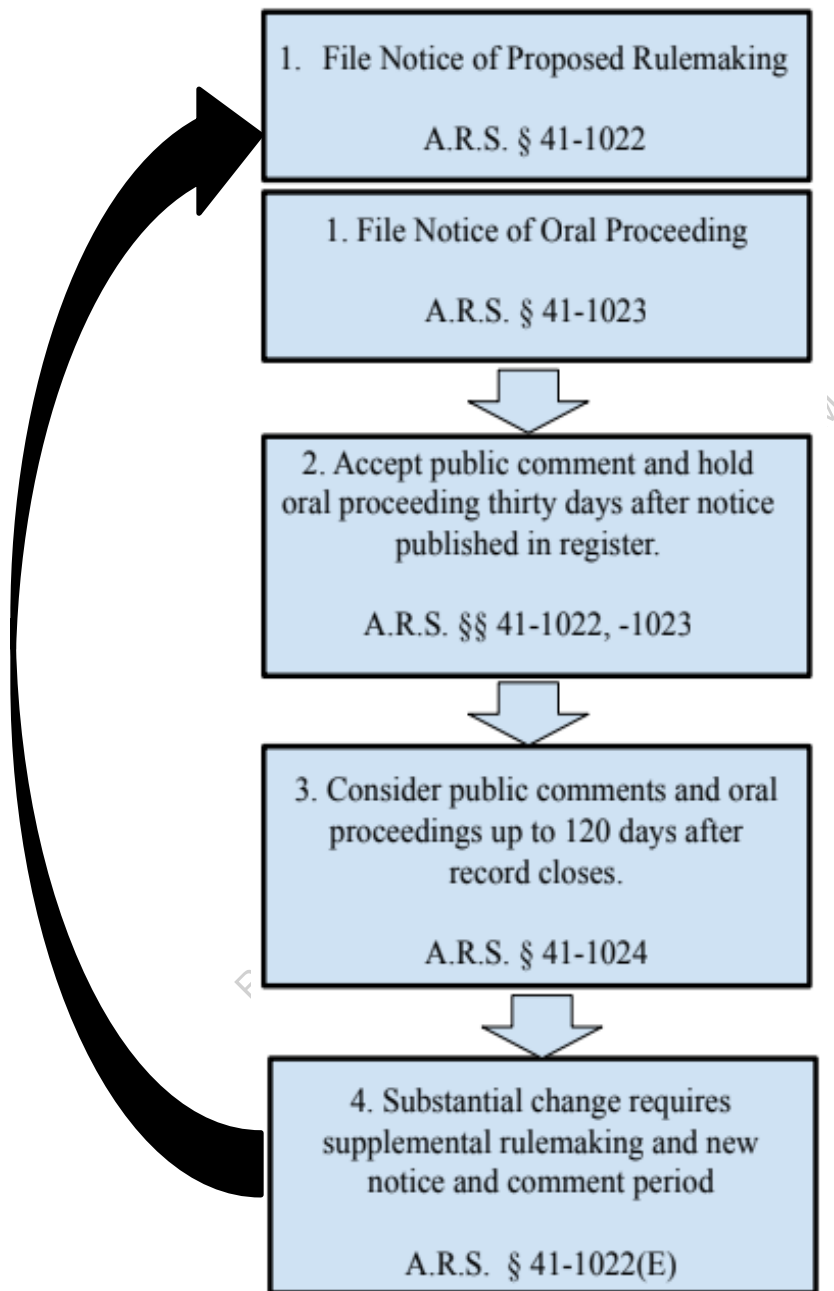 1. File Notice of Proposed Rulemaking
A.R.S. § 41-1022
1. File Notice of Oral Proceeding
A.R.S. § 41-1023
2. Accept public comment and hold
oral proceeding thirty days after notice
published in register.
A.R.S. §§ 41-1022, -1023
3. Consider public comments and oral
proceedings up to 120 days after
record closes.
A.R.S. § 41-1024
4. Substantial change requires
supplemental rulemaking and new
notice and comment period
A.R.S. § 41-1022(E)